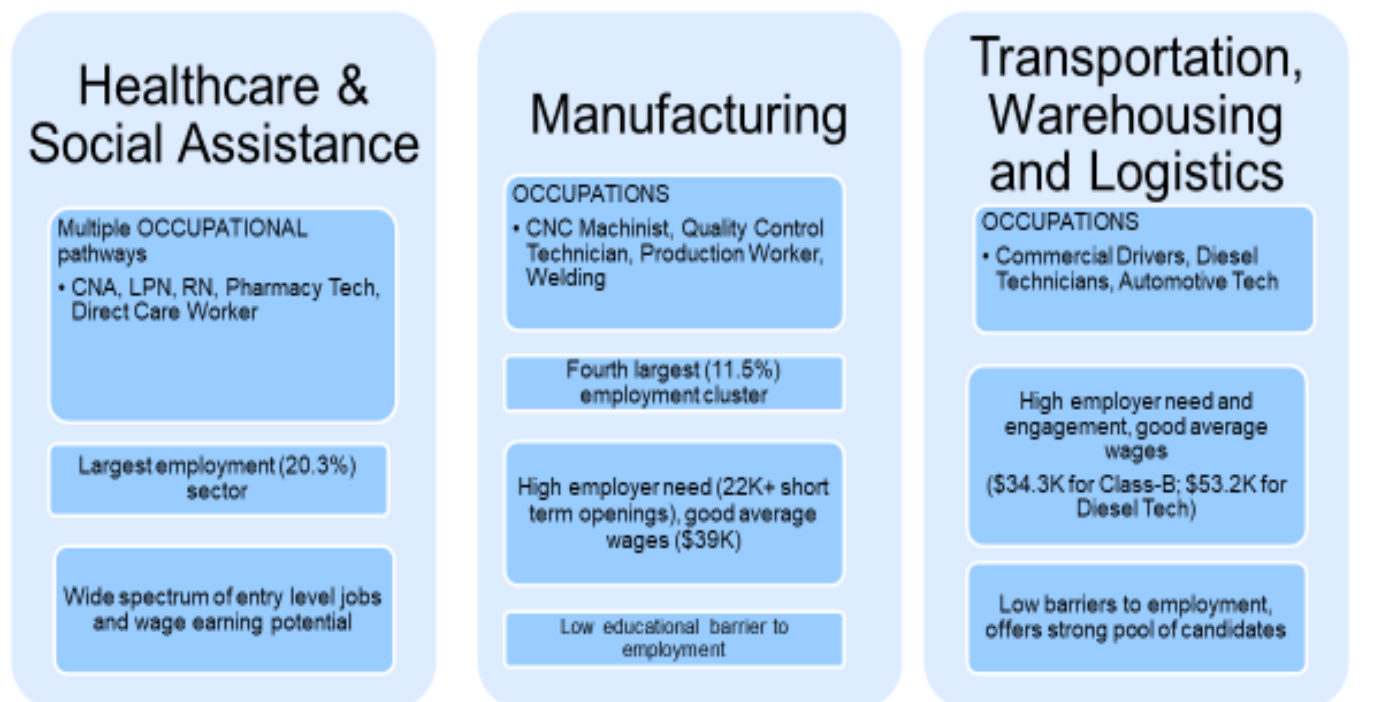 Healthcare &
Social Assistance
Multiple OCCUPATIONAL
pathways
• CNA, LPN, RN, Pharmacy Tech,
Direct Care Worker
Largest employment (20.3%)
sector
Wide spectrum of entry level jobs
and wage earning potential
Manufacturing
OCCUPATIONS
• CNC Machinist, Quality Control
Technician, Production Worker,
Welding
Fourth largest (11.5%)
employment cluster
High employer need (22K+ short
term openings), good average
wages ($39K)
Low educational barrier to
employment
Transportation,
Warehousing
and Logistics
OCCUPATIONS
• Commercial Drivers, Diesel
Technicians, Automotive Tech
High employer need and
engagement, good average
wages
($34.3K for Class-B; $53.2K for
Diesel Tech)
Low barriers to employment,
offers strong pool of candidates